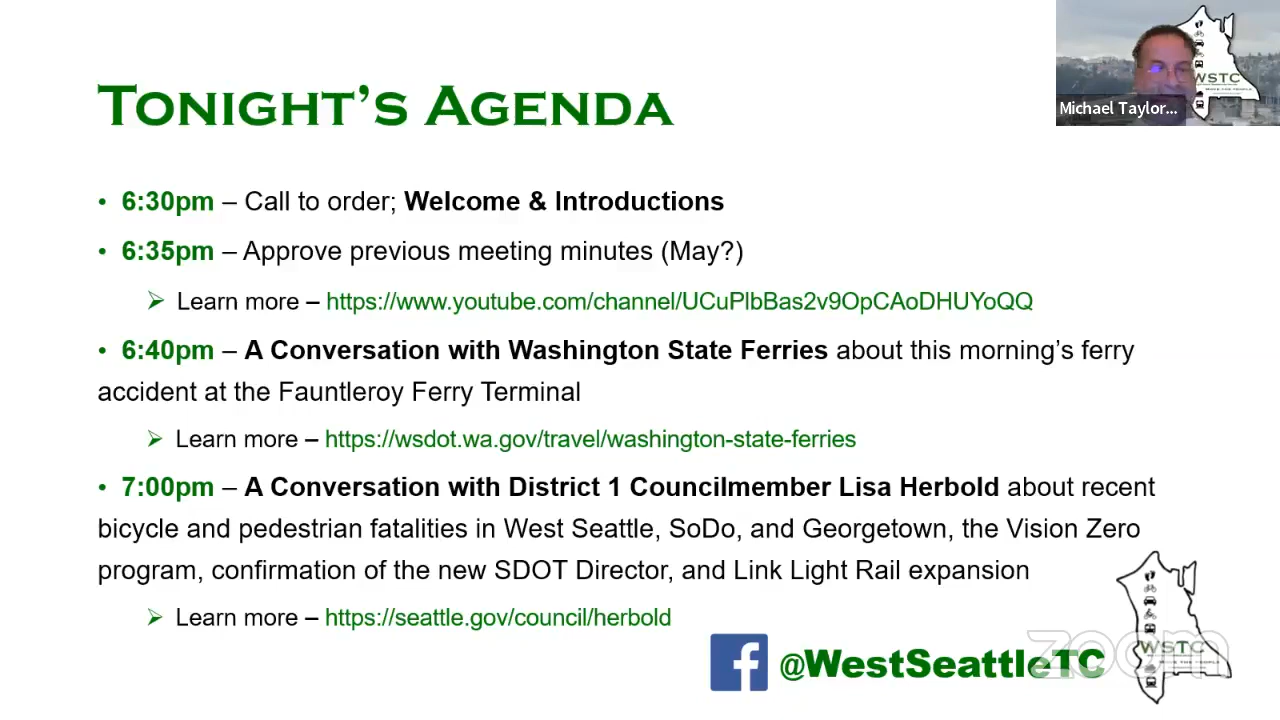 TONIGHT'S AGENDA
WSTC
Michael Taylor...
• 6:30pm – Call to order; Welcome & Introductions
• 6:35pm – Approve previous meeting minutes (May?)
➢ Learn more – https://www.youtube.com/channel/UCuPlbBas2v9OpCAoDHUYoQQ
• 6:40pm – A Conversation with Washington State Ferries about this morning's ferry
accident at the Fauntleroy Ferry Terminal
➢ Learn more – https://wsdot.wa.gov/travel/washington-state-ferries
• 7:00pm – A Conversation with District 1 Councilmember Lisa Herbold about recent
bicycle and pedestrian fatalities in West Seattle, SoDo, and Georgetown, the Vision Zero
program, confirmation of the new SDOT Director, and Link Light Rail expansion
➢ Learn more – https://seattle.gov/council/herbold
@WestSeattleTC
zoom
WSTC
MOVE THE PEOPLE